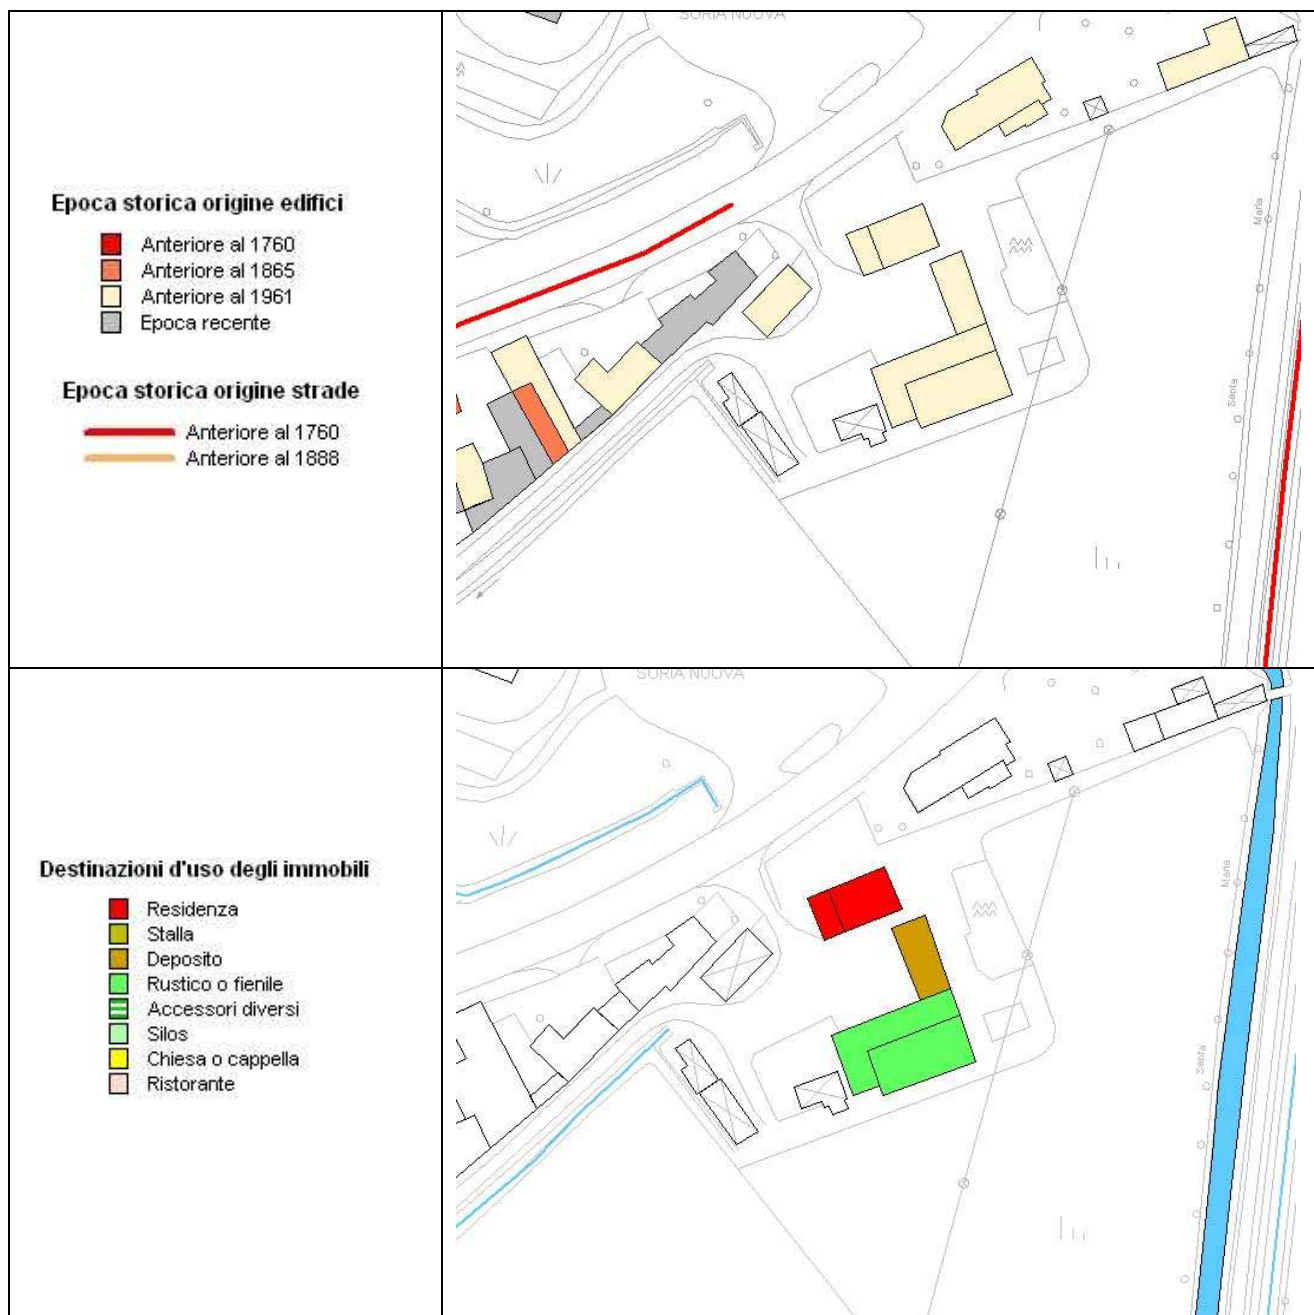 SORIA NUOVA
Epoca storica origine edifici
Anteriore al 1760
Anteriore al 1865
Anteriore al 1961
Epoca recente
Epoca storica origine strade
Anteriore al 1760
Anteriore al 1888
Marta
Santa
SORIA NUOVA
Destinazioni d'uso degli immobili
Residenza
Stalla
Deposito
Rustico o fienile
Accessori diversi
Silos
Chiesa o cappella
Ristorante
Marta
Santa